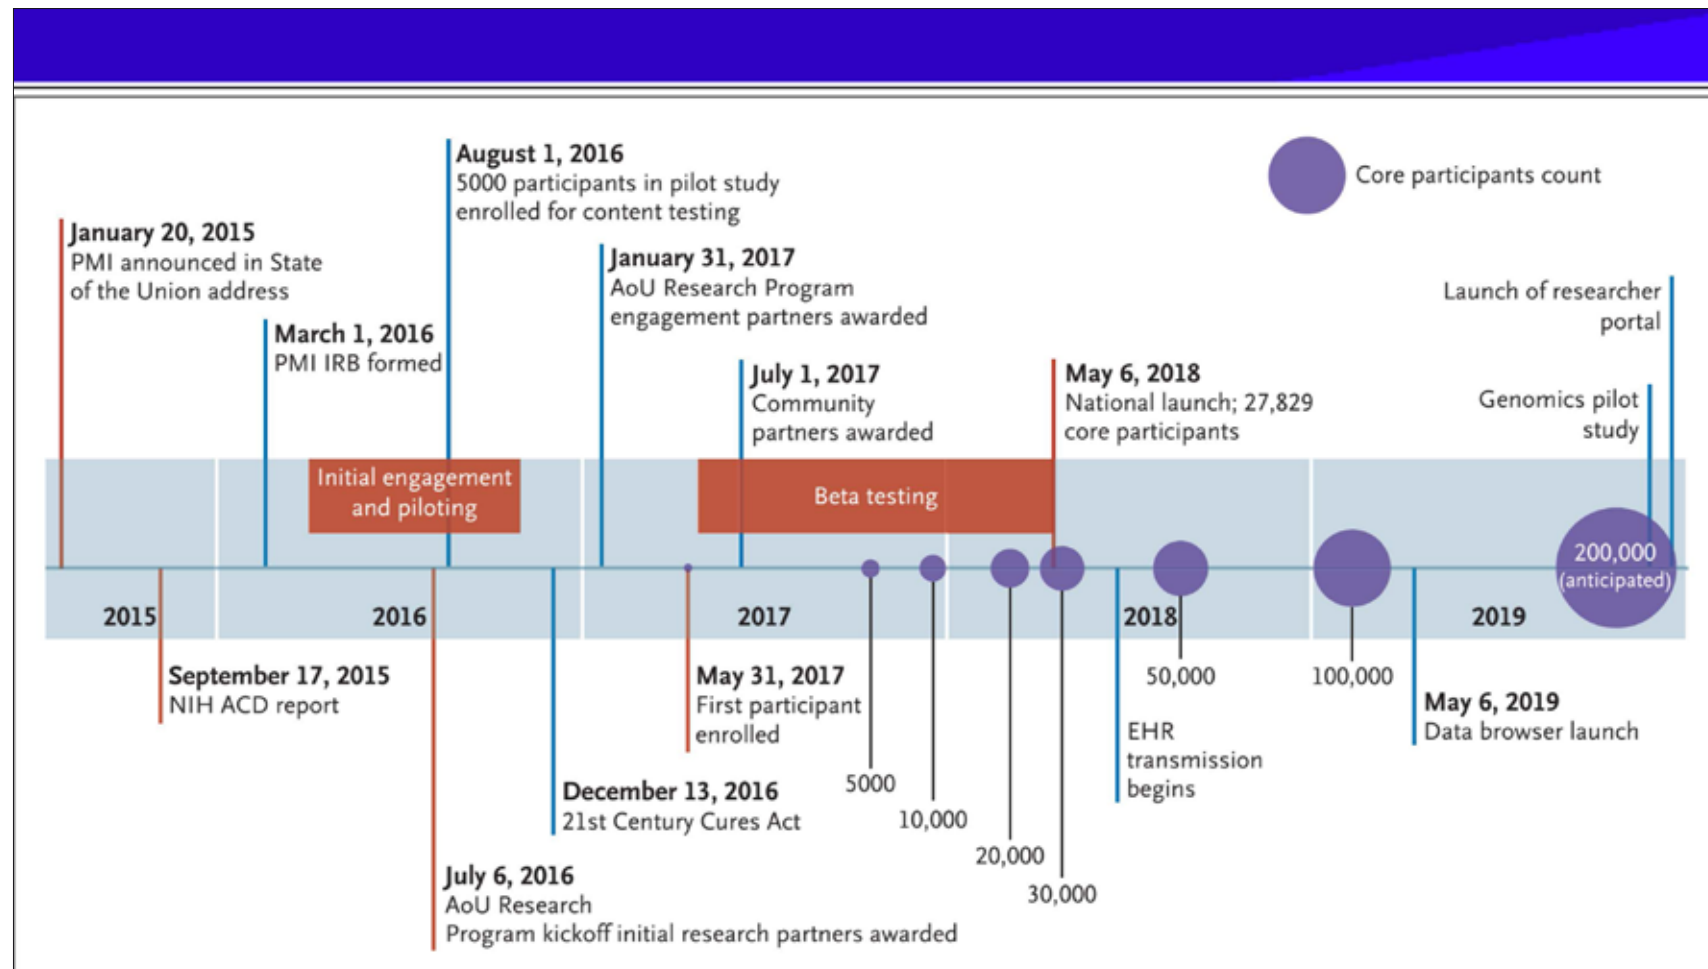 August 1, 2016
5000 participants in pilot study
enrolled for content testing
Core participants count
January 20, 2015
PMI announced in State
of the Union address
January 31, 2017
AoU Research Program
engagement partners awarded
Launch of researcher
portal
March 1, 2016
PMI IRB formed
July 1, 2017
Community
partners awarded
May 6, 2018
National launch; 27,829
core participants
Genomics pilot
study
Initial engagement
and piloting
Beta testing
200,000
(anticipated)
2015
2016
2017
2018
2019
September 17, 2015
NIH ACD report
May 31, 2017
First participant
enrolled
5000
10,000
20,000
30,000
50,000
100,000
EHR
transmission
begins
May 6, 2019
Data browser launch
December 13, 2016
21st Century Cures Act
July 6, 2016
AoU Research
Program kickoff initial research partners awarded